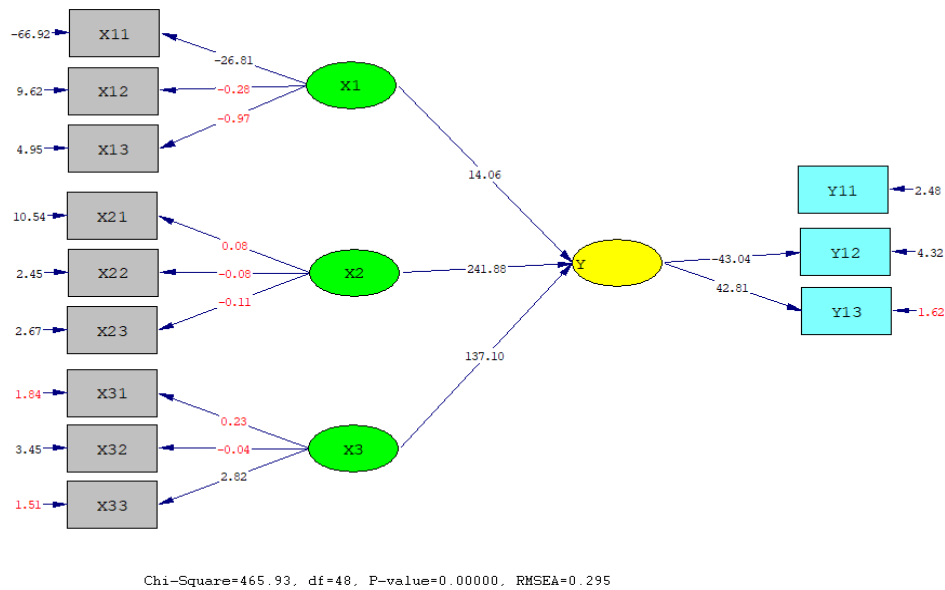 -66.92 X11
-26.81
9.62 X12 -0.28 X1
-0.97
4.95 X13
14.06
X21
10.54
0.08
2.45 X22 -0.08 X2 241.88
-0.11
2.67 X23
Y
Y11 2.48
-43.04 Y12 4.32
42.81
Y13 1.62
137.10
1.84 X31
0.23
3.45 X32 -0.04 X3
2.82
1.51 X33
Chi-Square=465.93, df=48, P-value=0.00000, RMSEA=0.295